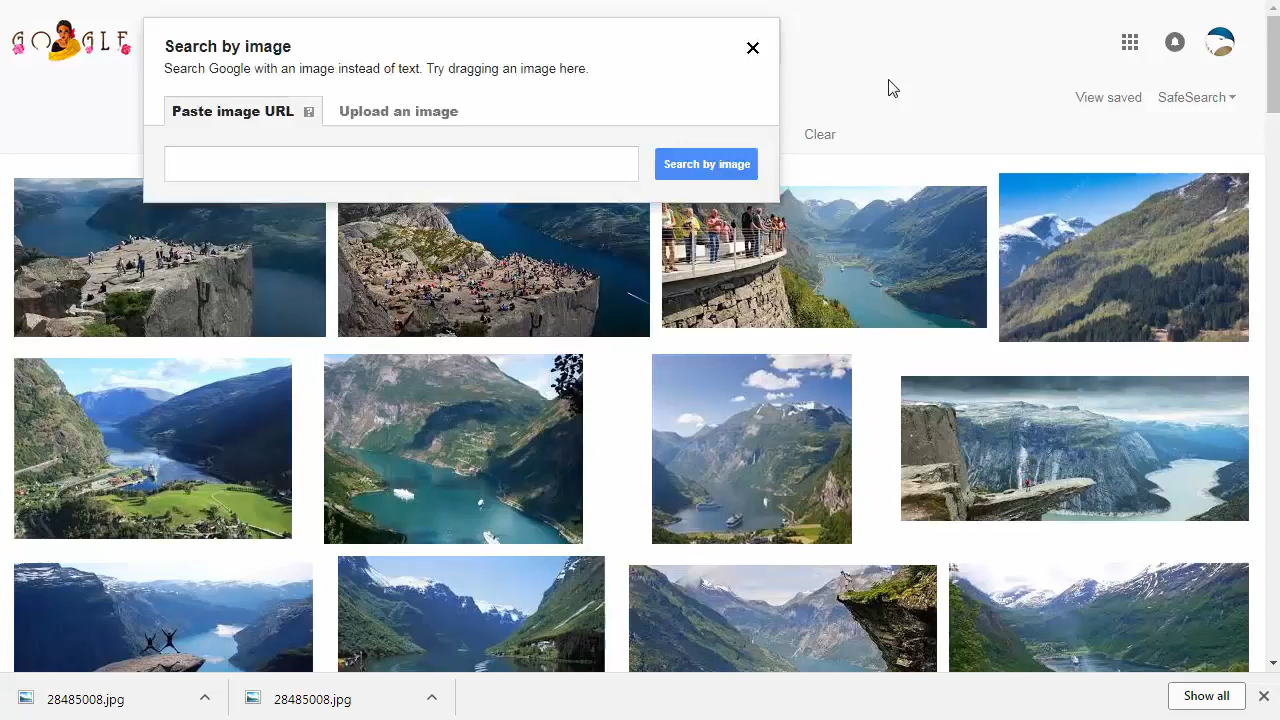 GOOGLE
Search by image
Search Google with an image instead of text. Try dragging an image here.
Paste image URL ?
Upload an image
Search by image
View saved
SafeSearch
Clear
28485008.jpg
28485008.jpg
Show all